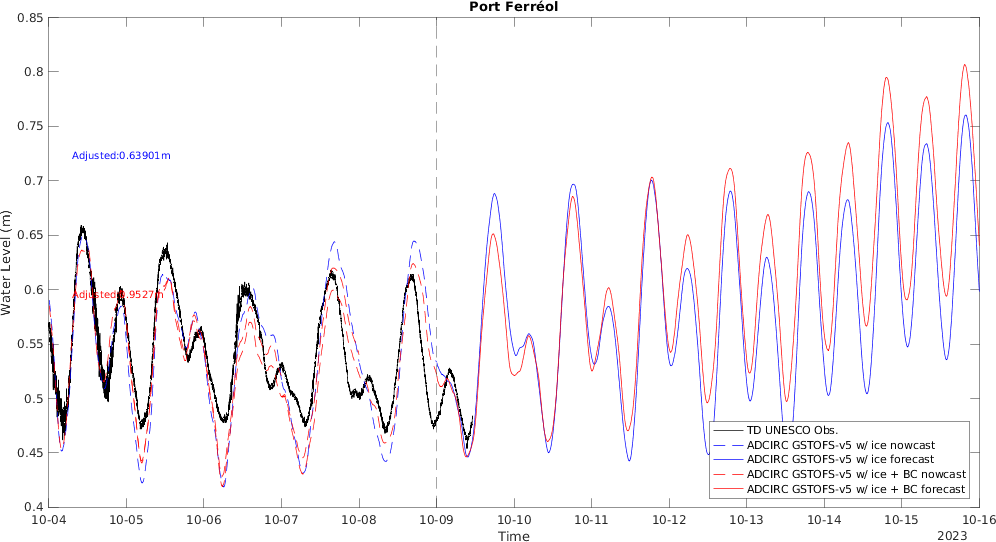 Port Ferréol
0.85
0.8
0.75
0.7
0.65
0.6
0.55
0.5
0.45
0.4
Water Level (m)
Adjusted:0.63901m
Adjusted:0.9527m
TD UNESCO Obs.
ADCIRC GSTOFS-v5 w/ ice nowcast
ADCIRC GSTOFS-v5 w/ ice forecast
ADCIRC GSTOFS-v5 w/ ice + BC nowcast
ADCIRC GSTOFS-v5 w/ ice + BC forecast
10-04 10-05 10-06 10-07 10-08 10-09 10-10 10-11 10-12 10-13 10-14 10-15 10-16
Time
2023